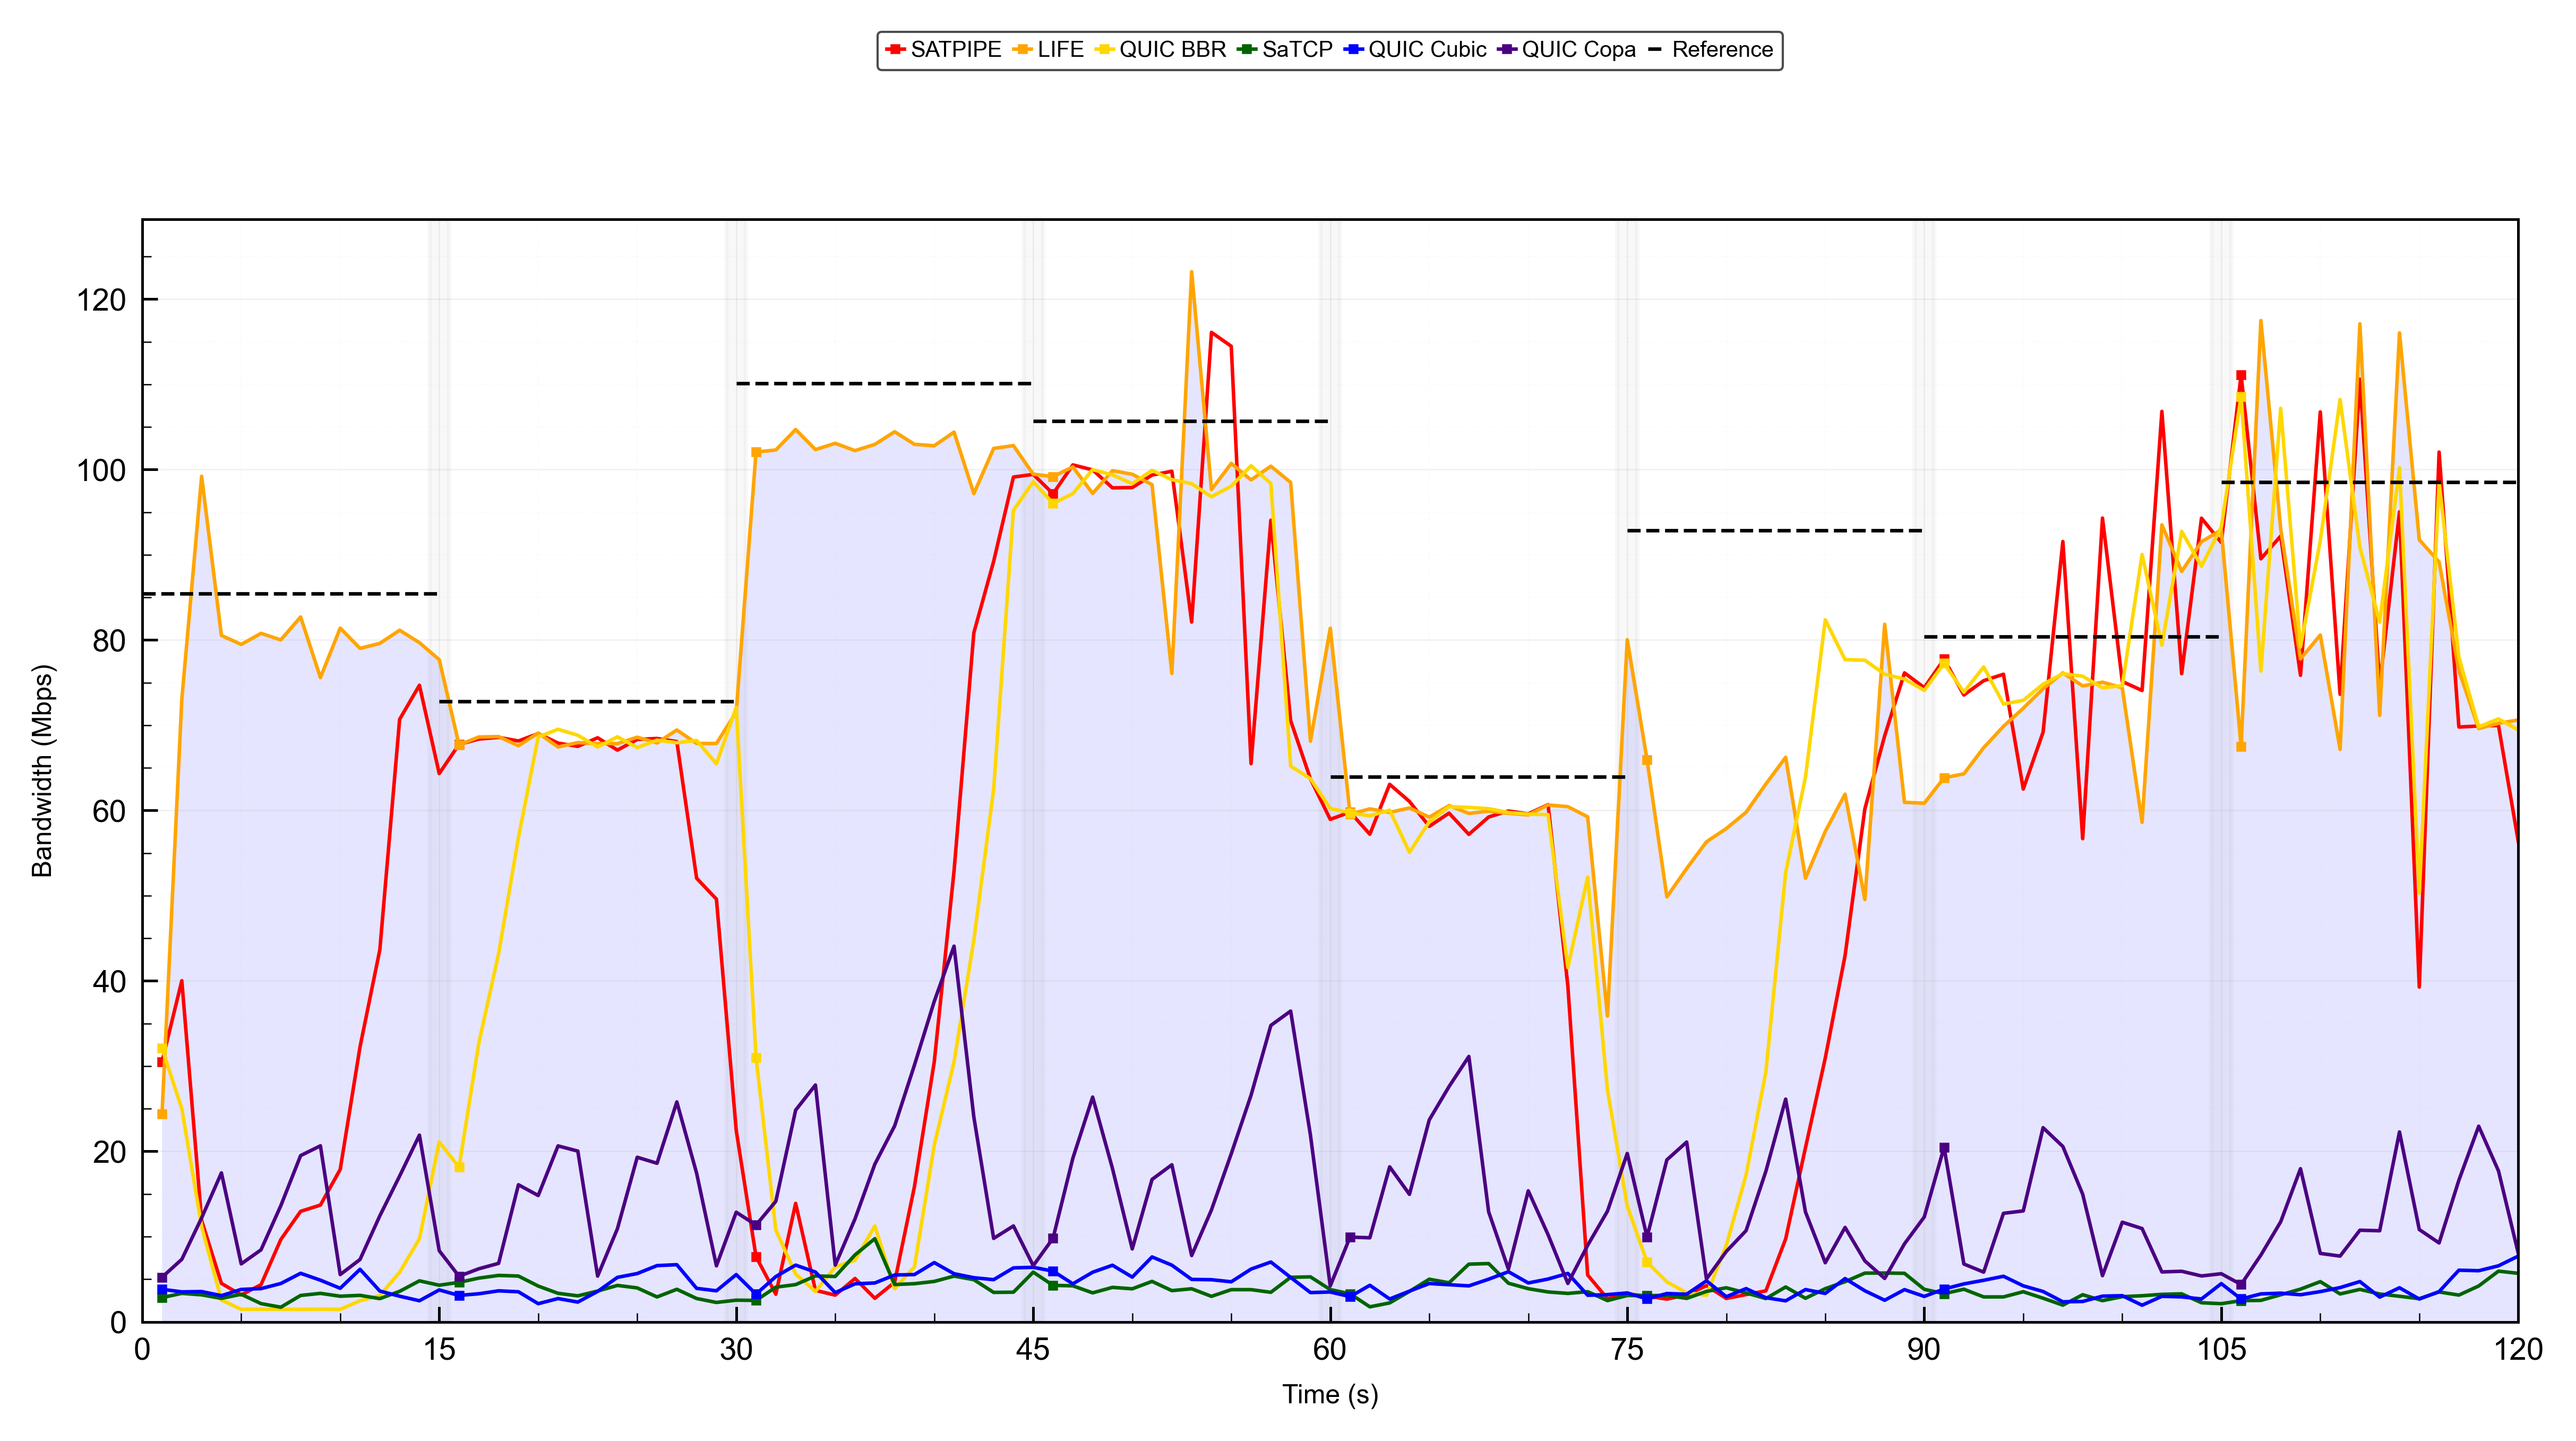 SATPIPE LIFE QUIC BBR SaTCP QUIC Cubic QUIC Copa Reference
120
100
80
60
40
20
0
Bandwidth (Mbps)
0 15 30 45 60 75 90 105 120
Time (s)